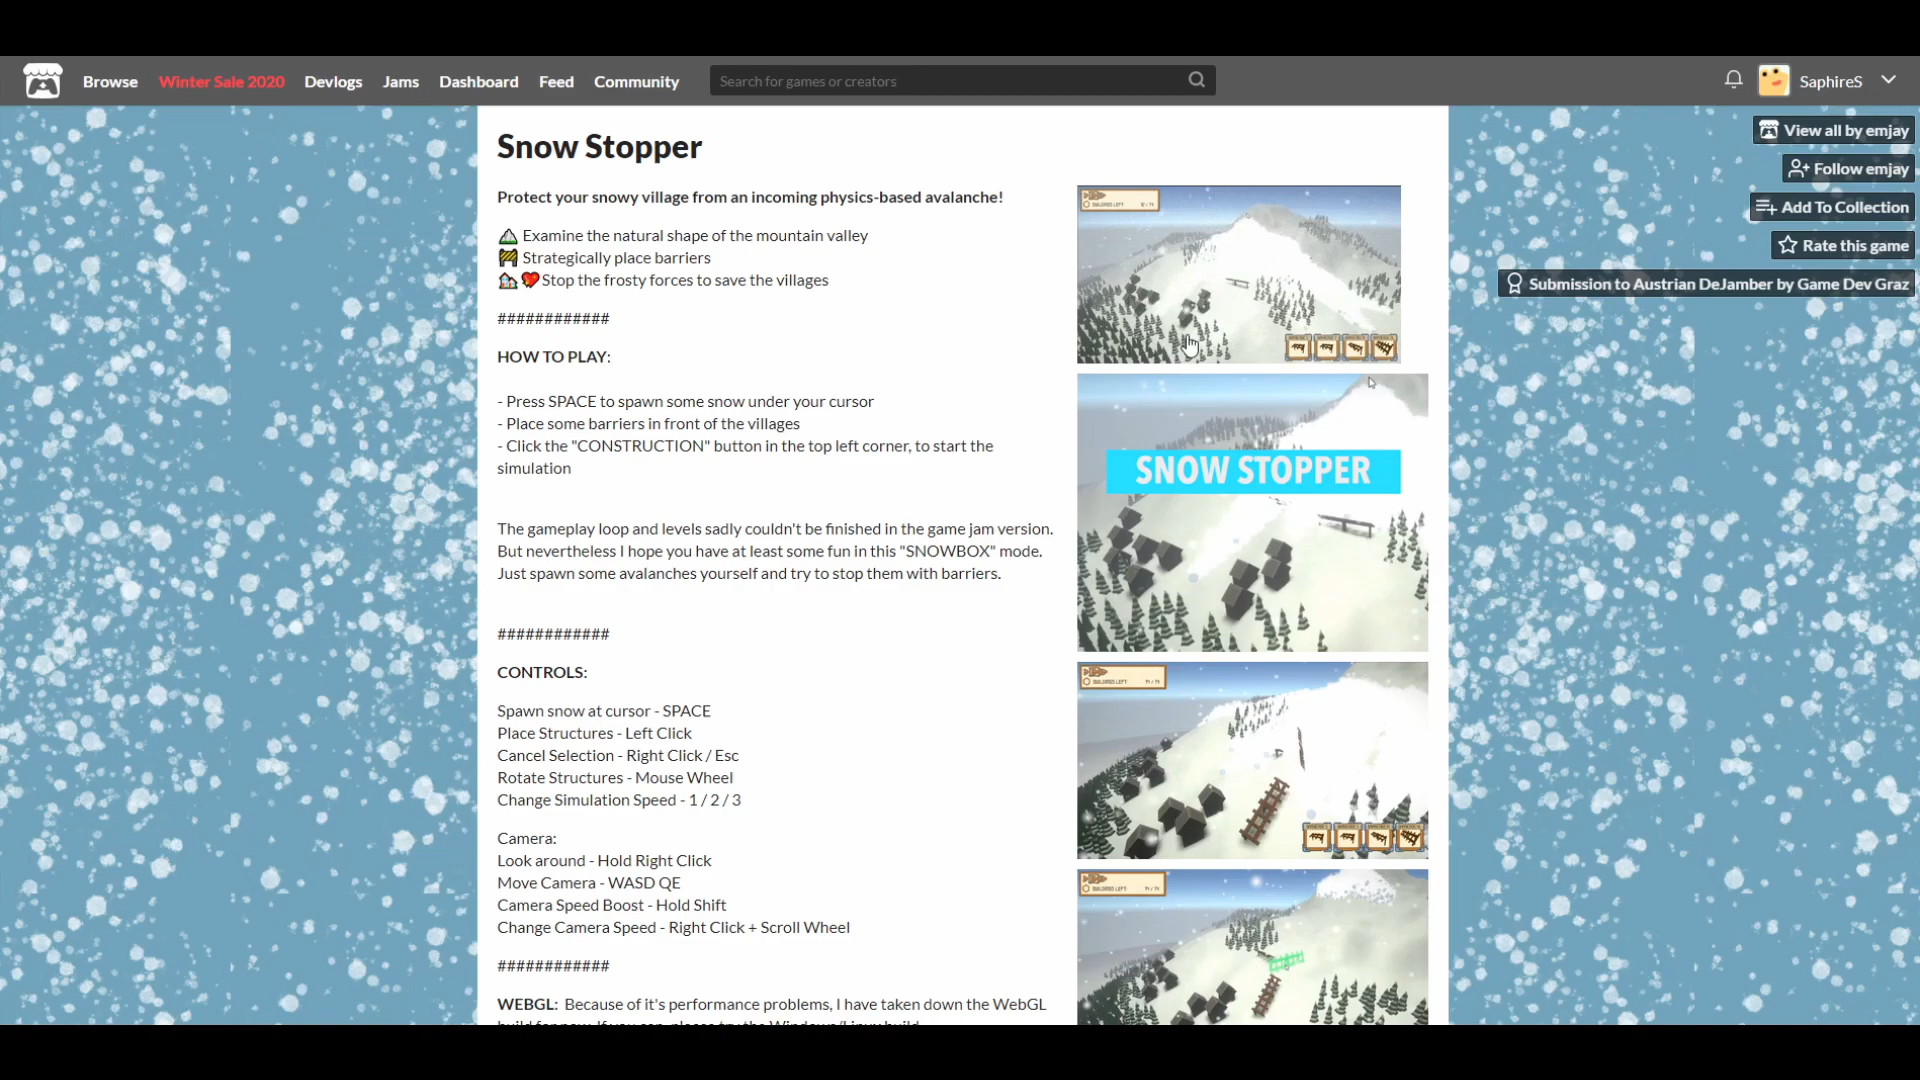 Browse Winter Sale 2020 Devlogs Jams Dashboard Feed Community Search for games or creators SaphireS
View all by emjay
Follow emjay
Add To Collection
Rate this game
Submission to Austrian DeJamber by Game Dev Graz
Snow Stopper
Protect your snowy village from an incoming physics-based avalanche!
Examine the natural shape of the mountain valley
Strategically place barriers
Stop the frosty forces to save the villages
############
HOW TO PLAY:
- Press SPACE to spawn some snow under your cursor
- Place some barriers in front of the villages
- Click the "CONSTRUCTION" button in the top left corner, to start the
simulation
The gameplay loop and levels sadly couldn't be finished in the game jam version.
But nevertheless I hope you have at least some fun in this "SNOWBOX" mode.
Just spawn some avalanches yourself and try to stop them with barriers.
############
CONTROLS:
Spawn snow at cursor - SPACE
Place Structures - Left Click
Cancel Selection - Right Click / Esc
Rotate Structures - Mouse Wheel
Change Simulation Speed - 1 / 2 / 3
Camera:
Look around - Hold Right Click
Move Camera - WASD QE
Camera Speed Boost - Hold Shift
Change Camera Speed - Right Click + Scroll Wheel
############
WEBGL: Because of it's performance problems, I have taken down the WebGL
SNOW STOPPER